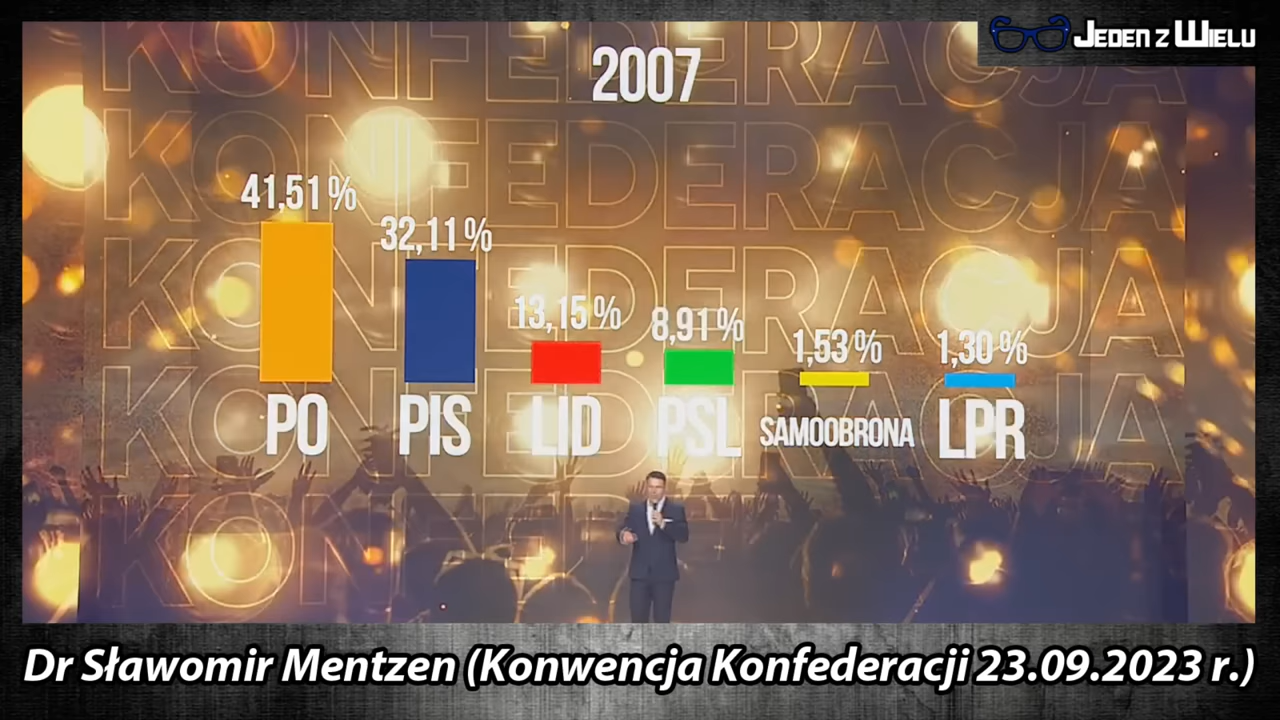 JEDEN Z WIELU
KONFEDERACJA
2007
KONFEDERACJA
41,51%
32,11%
KONFEDERACJA
13,15%
8,91%
1,53%
1,30%
KONFEDERACJA
PO
PIS
LID
PSL
SAMOOBRONA
LPR
Dr Sławomir Mentzen (Konwencja Konfederacji 23.09.2023 r.)